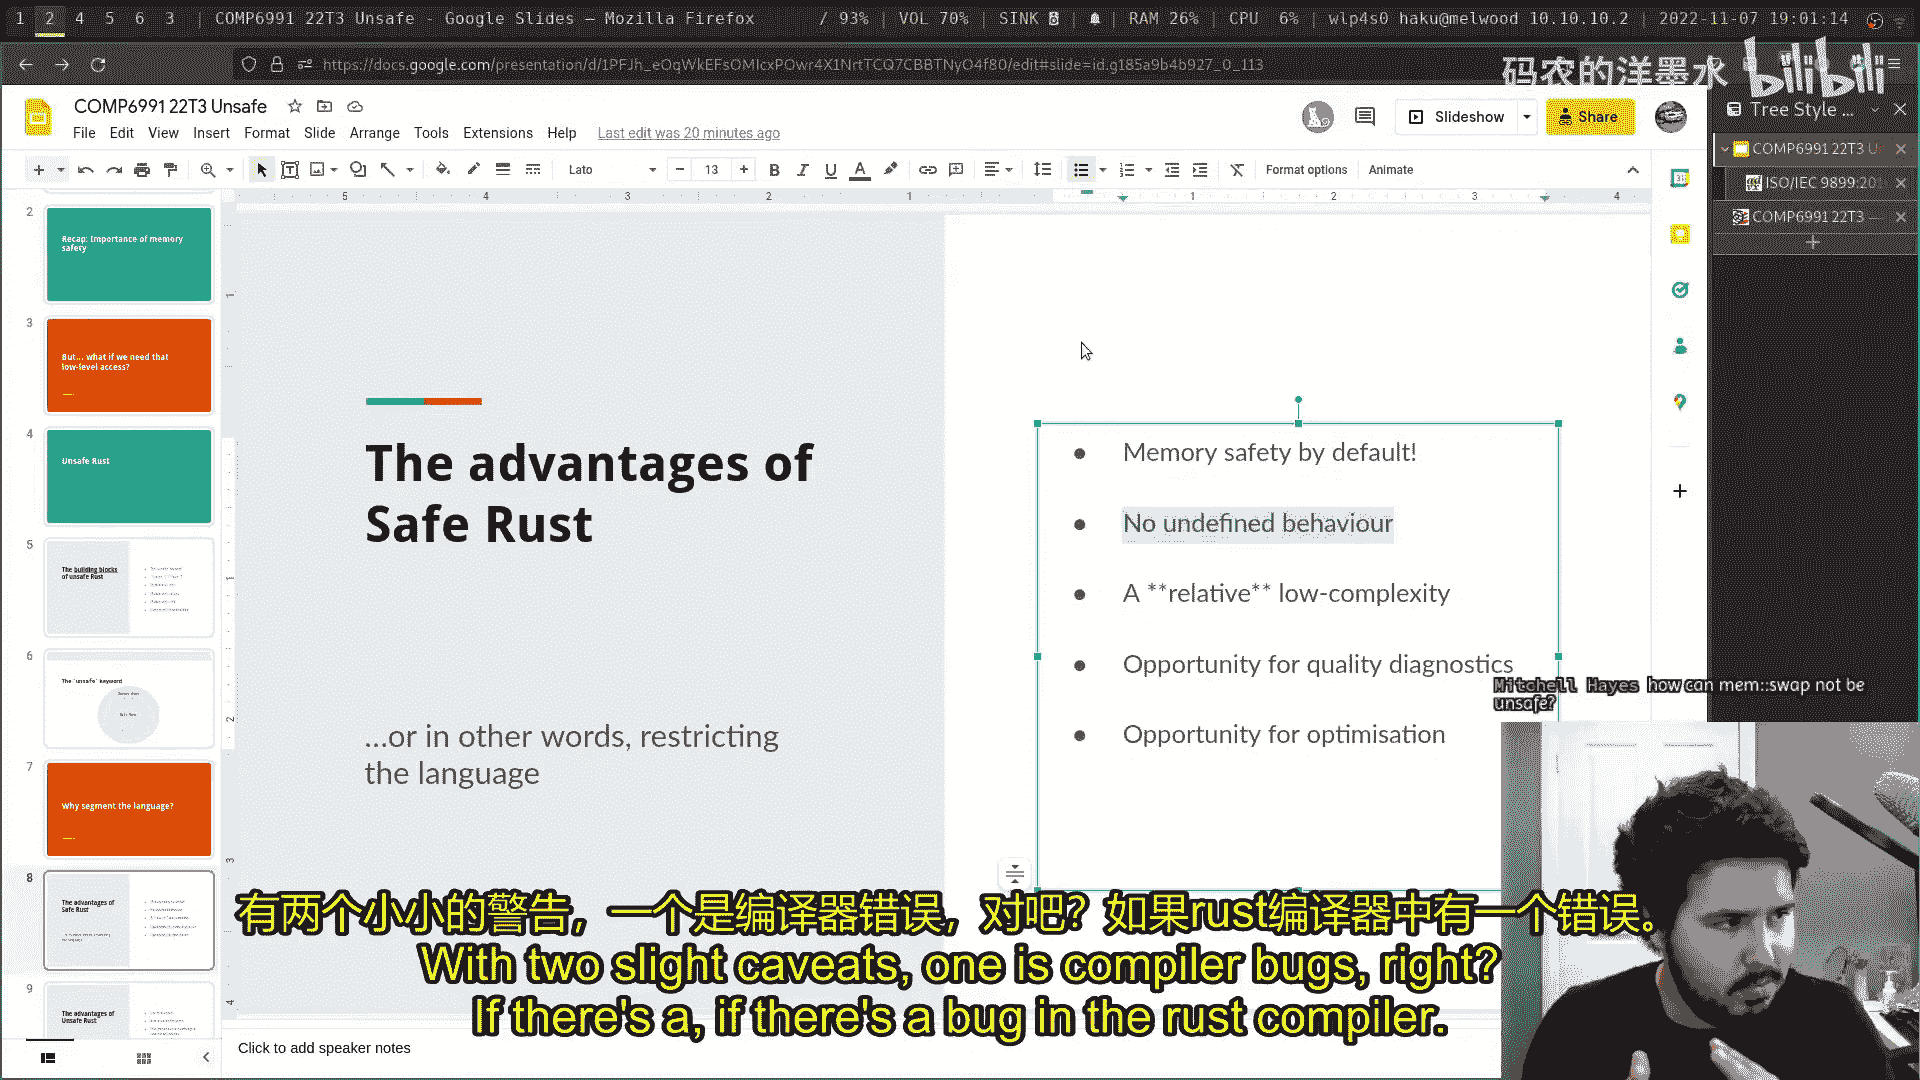 1 2 4 5 6 3 | COMP6991 22T3 Unsafe - Google Slides — Mozilla Firefox / 93% | VOL 70% | SINK | | RAM 26% | CPU 6% | wlp4s0 haku@melwood 10.10.10.2 | 2022-11-07 19:01:14
https://docs.google.com/presentation/d/1PFJh_eOqWkEFsOMIcxPOwr4X1NrtTCQ7CBBTNyO4f80/edit#slide=id.g185a9b4b927_0_113
码农的洋墨水 bilibili
COMP6991 22T3 Unsafe
File Edit View Insert Format Slide Arrange Tools Extensions Help Last edit was 20 minutes ago
Slideshow
Share
Tree Style ...
COMP6991 22T3 U
ISO/IEC 9899:201
COMP6991 22T3 —
Lato
13
Format options
Animate
5 4 3 2 1 1 2 3 4
2
Recap: Importance of memory
safety
3
But... what if we need that
low-level access?
4
Unsafe Rust
5
The building blocks
of unsafe Rust
6
The `unsafe` keyword
7
Why segment the language?
8
The advantages of
Safe Rust
9
The advantages of
Unsafe Rust
The advantages of
Safe Rust
...or in other words, restricting
the language
● Memory safety by default!
● No undefined behaviour
● A **relative** low-complexity
● Opportunity for quality diagnostics
● Opportunity for optimisation
Mitchell Hayes how can mem::swap not be
unsafe?
有两个小小的警告，一个是编译器错误，对吧？如果rust编译器中有一个错误。
With two slight caveats, one is compiler bugs, right?
If there's a, if there's a bug in the rust compiler.
Click to add speaker notes